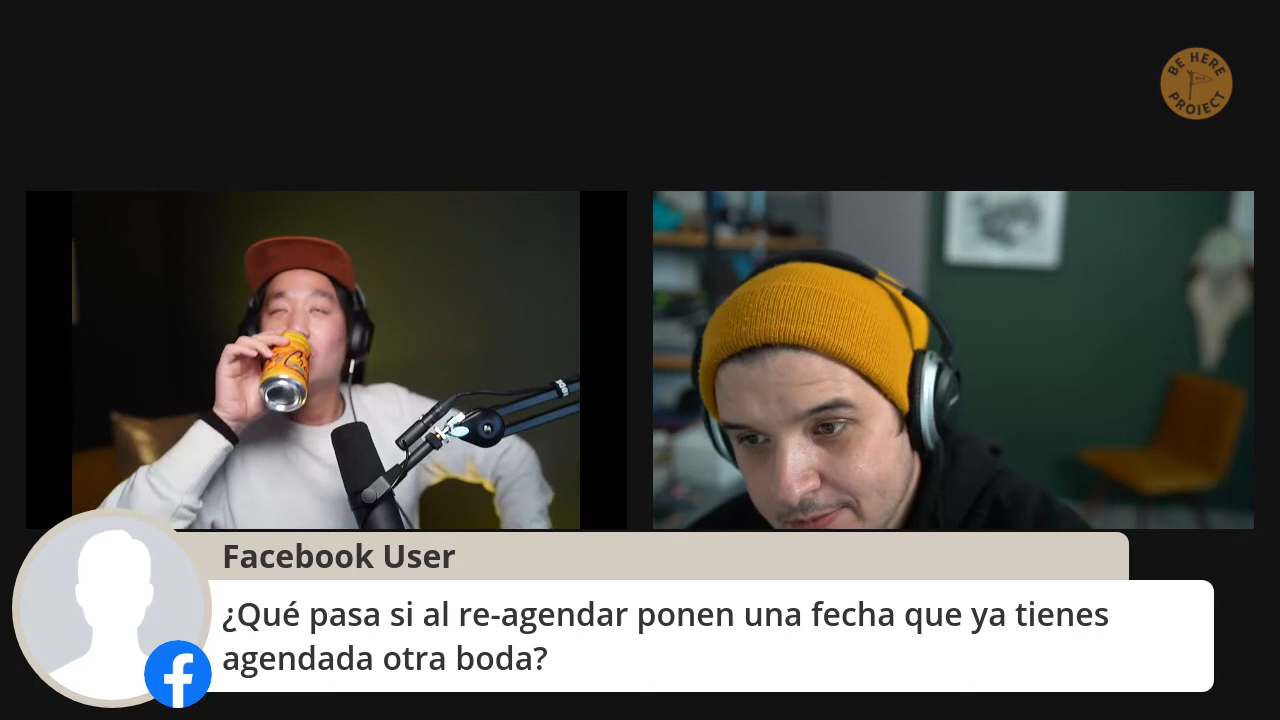 BE HERE
PROJECT
Facebook User
¿Qué pasa si al re-agendar ponen una fecha que ya tienes
agendada otra boda?